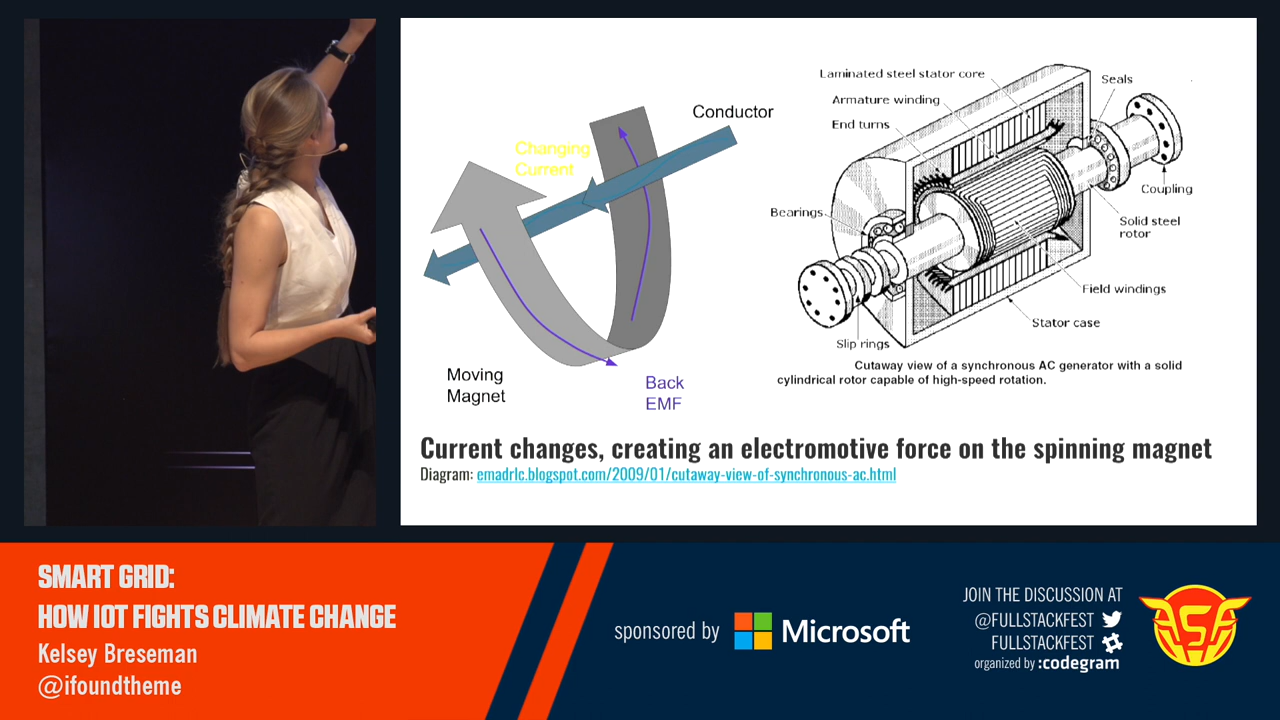 Conductor
Changing
Current
Moving
Magnet
Back
EMF
Laminated steel stator core
Seals
Armature winding
End turns
Coupling
Bearings
Solid steel
rotor
Field windings
Stator case
Slip rings
Cutaway view of a synchronous AC generator with a solid
cylindrical rotor capable of high-speed rotation.
Current changes, creating an electromotive force on the spinning magnet
Diagram: emadrlc.blogspot.com/2009/01/cutaway-view-of-synchronous-ac.html
SMART GRID:
HOW IOT FIGHTS CLIMATE CHANGE
Kelsey Breseman
@ifoundtheme
sponsored by Microsoft
JOIN THE DISCUSSION AT
@FULLSTACKFEST
FULLSTACKFEST
organized by :codegram
FSF